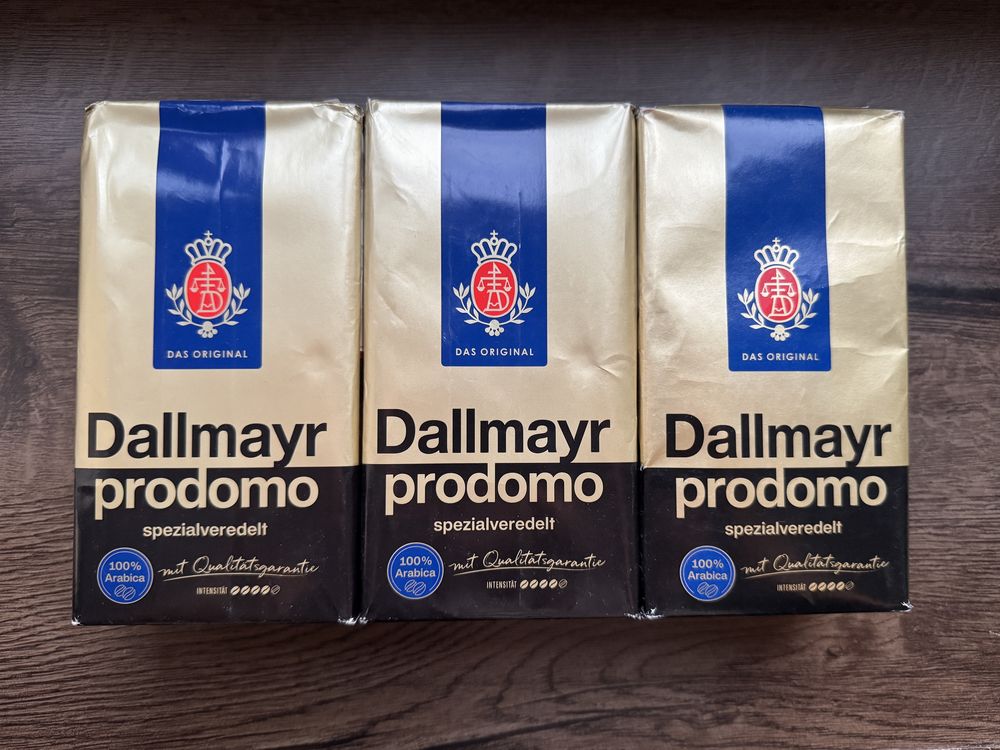 DAS ORIGINAL
Dallmayr
prodomo
spezialveredelt
100%
Arabica
mit Qualitätsgarantie
INTENSITÄT
DAS ORIGINAL
Dallmayr
prodomo
spezialveredelt
100%
Arabica
mit Qualitätsgarantie
INTENSITÄT
DAS ORIGINAL
Dallmayr
prodomo
spezialveredelt
100%
Arabica
mit Qualitätsgarantie
INTENSITÄT